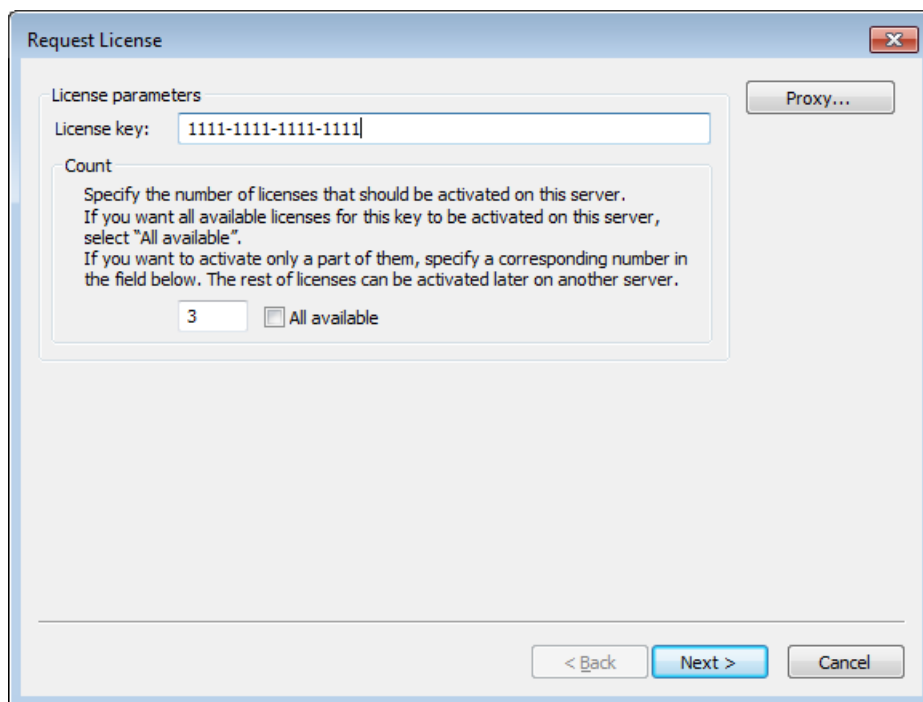 Request License
License parameters
Proxy...
License key:
1111-1111-1111-1111
Count
Specify the number of licenses that should be activated on this server.
If you want all available licenses for this key to be activated on this server,
select “All available”.
If you want to activate only a part of them, specify a corresponding number in
the field below. The rest of licenses can be activated later on another server.
3
All available
< Back
Next >
Cancel